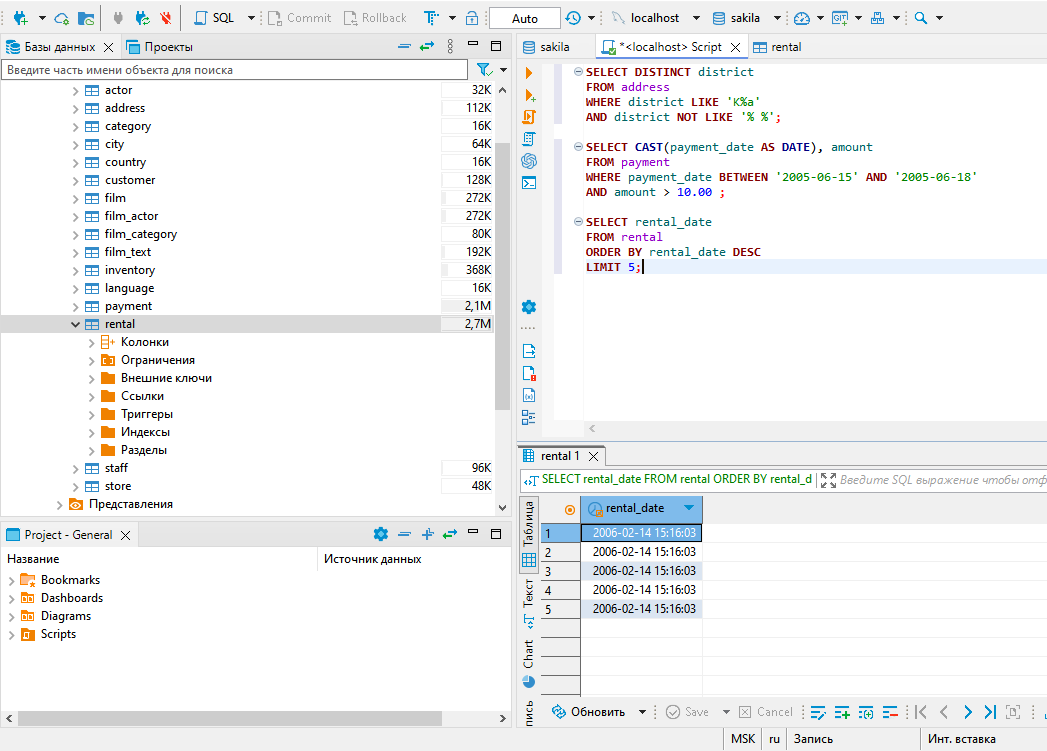 SQL Commit Rollback Auto localhost sakila
Базы данных Проекты
Введите часть имени объекта для поиска
actor 32K
address 112K
category 16K
city 64K
country 16K
customer 128K
film 272K
film_actor 272K
film_category 80K
film_text 192K
inventory 368K
language 16K
payment 2,1M
rental 2,7M
Колонки
Ограничения
Внешние ключи
Ссылки
Триггеры
Индексы
Разделы
staff 96K
store 48K
Представления
Project - General
Название Источник данных
Bookmarks
Dashboards
Diagrams
Scripts
sakila *<localhost> Script rental
SELECT DISTINCT district
FROM address
WHERE district LIKE 'K%a'
AND district NOT LIKE '% %';
SELECT CAST(payment_date AS DATE), amount
FROM payment
WHERE payment_date BETWEEN '2005-06-15' AND '2005-06-18'
AND amount > 10.00 ;
SELECT rental_date
FROM rental
ORDER BY rental_date DESC
LIMIT 5;
rental 1
SELECT rental_date FROM rental ORDER BY rental_d Введите SQL выражение чтобы отф
Таблица
Текст
Chart
пись
rental_date
1 2006-02-14 15:16:03
2 2006-02-14 15:16:03
3 2006-02-14 15:16:03
4 2006-02-14 15:16:03
5 2006-02-14 15:16:03
Обновить Save Cancel
MSK ru Запись Инт. вставка